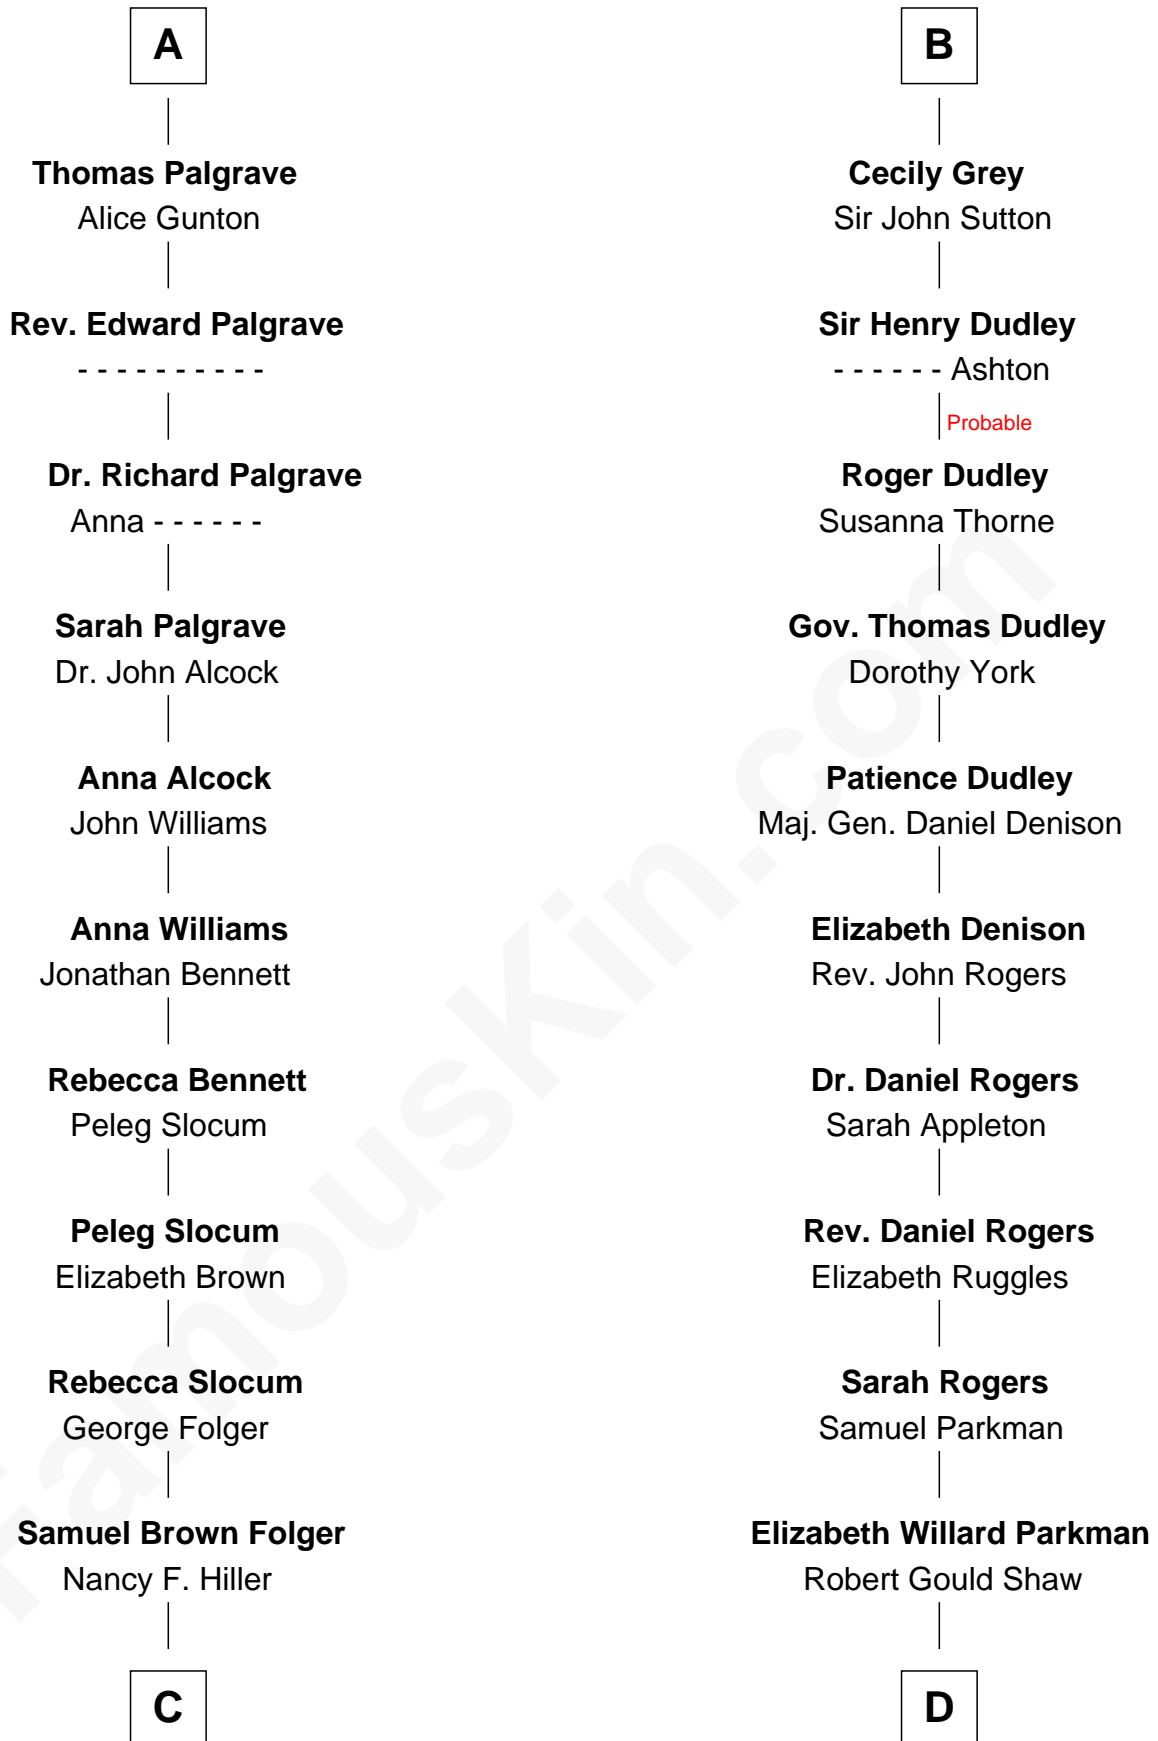 A
Thomas Palgrave
Alice Gunton
Rev. Edward Palgrave
- - - - - - - - - -
Dr. Richard Palgrave
Anna - - - - - -
Sarah Palgrave
Dr. John Alcock
Anna Alcock
John Williams
Anna Williams
Jonathan Bennett
Rebecca Bennett
Peleg Slocum
Peleg Slocum
Elizabeth Brown
Rebecca Slocum
George Folger
Samuel Brown Folger
Nancy F. Hiller
C
B
Cecily Grey
Sir John Sutton
Sir Henry Dudley
- - - - - - Ashton
Probable
Roger Dudley
Susanna Thorne
Gov. Thomas Dudley
Dorothy York
Patience Dudley
Maj. Gen. Daniel Denison
Elizabeth Denison
Rev. John Rogers
Dr. Daniel Rogers
Sarah Appleton
Rev. Daniel Rogers
Elizabeth Ruggles
Sarah Rogers
Samuel Parkman
Elizabeth Willard Parkman
Robert Gould Shaw
D
FamousKin.com